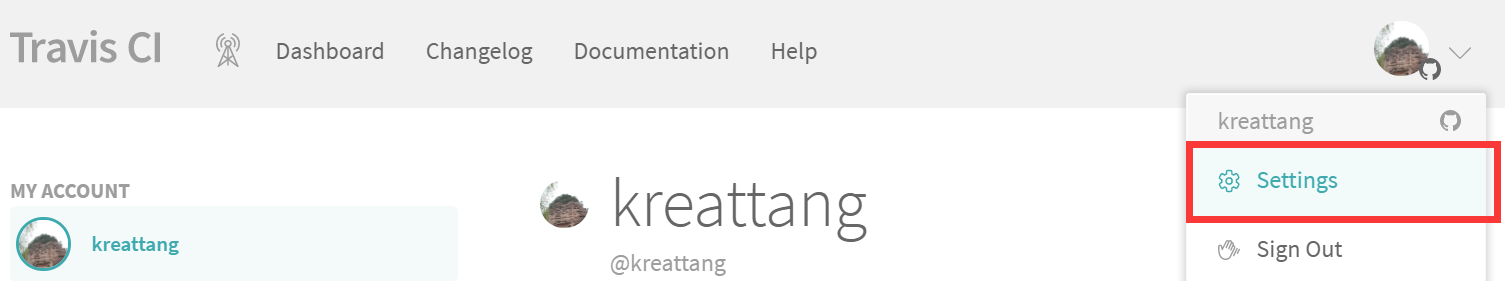 Travis CI Dashboard Changelog Documentation Help
kreattang
Settings
Sign Out
MY ACCOUNT
kreattang
kreattang
@kreattang